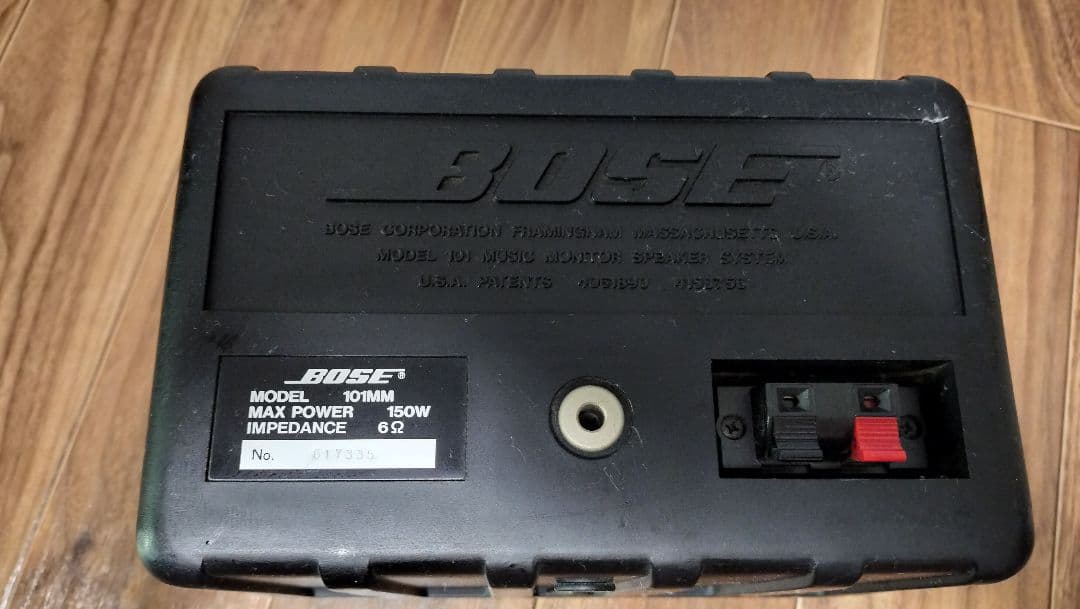 BOSE®
BOSE CORPORATION FRAMINGHAM MASSACHUSETTS U.S.A.
MODEL 101 MUSIC MONITOR SPEAKER SYSTEM
U.S.A. PATENTS
BOSE®
MODEL 101MM
MAX POWER 150W
IMPEDANCE 6Ω
No. 617335